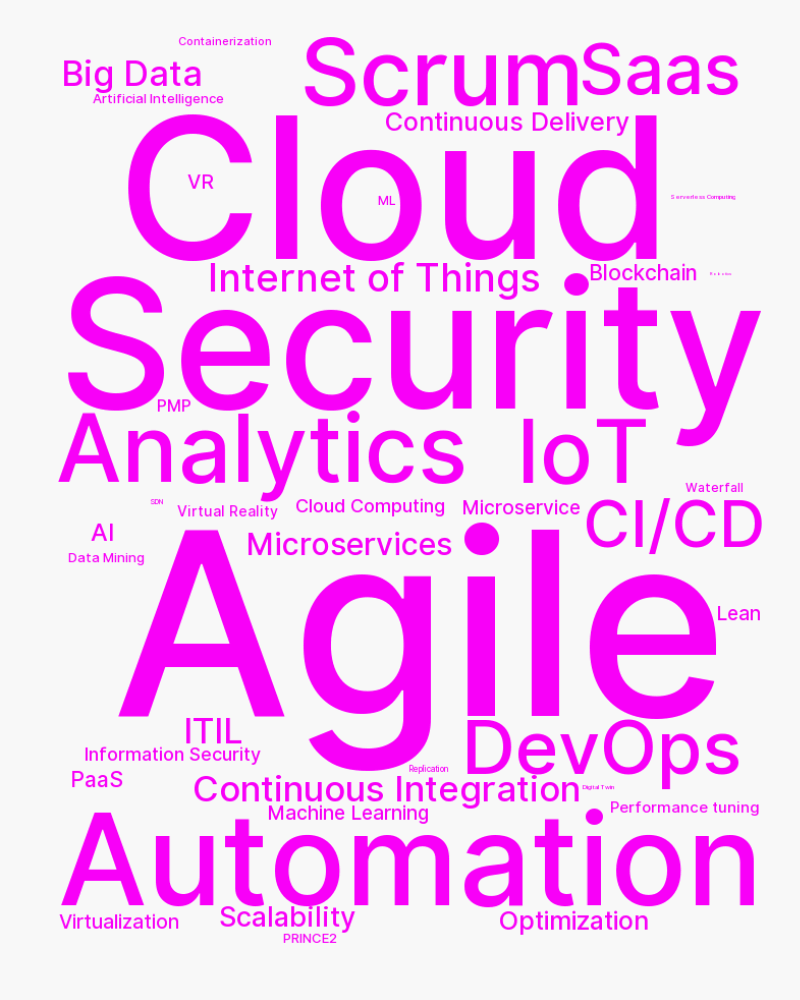 Containerization
Scrum Saas
Big Data
Artificial Intelligence
Continuous Delivery
Cloud
VR
ML
Serverless Computing
Internet of Things
Blockchain
Security
PMP
Analytics IoT
Waterfall
SDN
Virtual Reality
Cloud Computing
Microservice
CI/CD
AI
Microservices
Data Mining
Agile
Lean
ITIL
DevOps
Information Security
Replication
PaaS
Continuous Integration
Digital Twin
Machine Learning
Performance tuning
Automation
Virtualization
Scalability
Optimization
PRINCE2